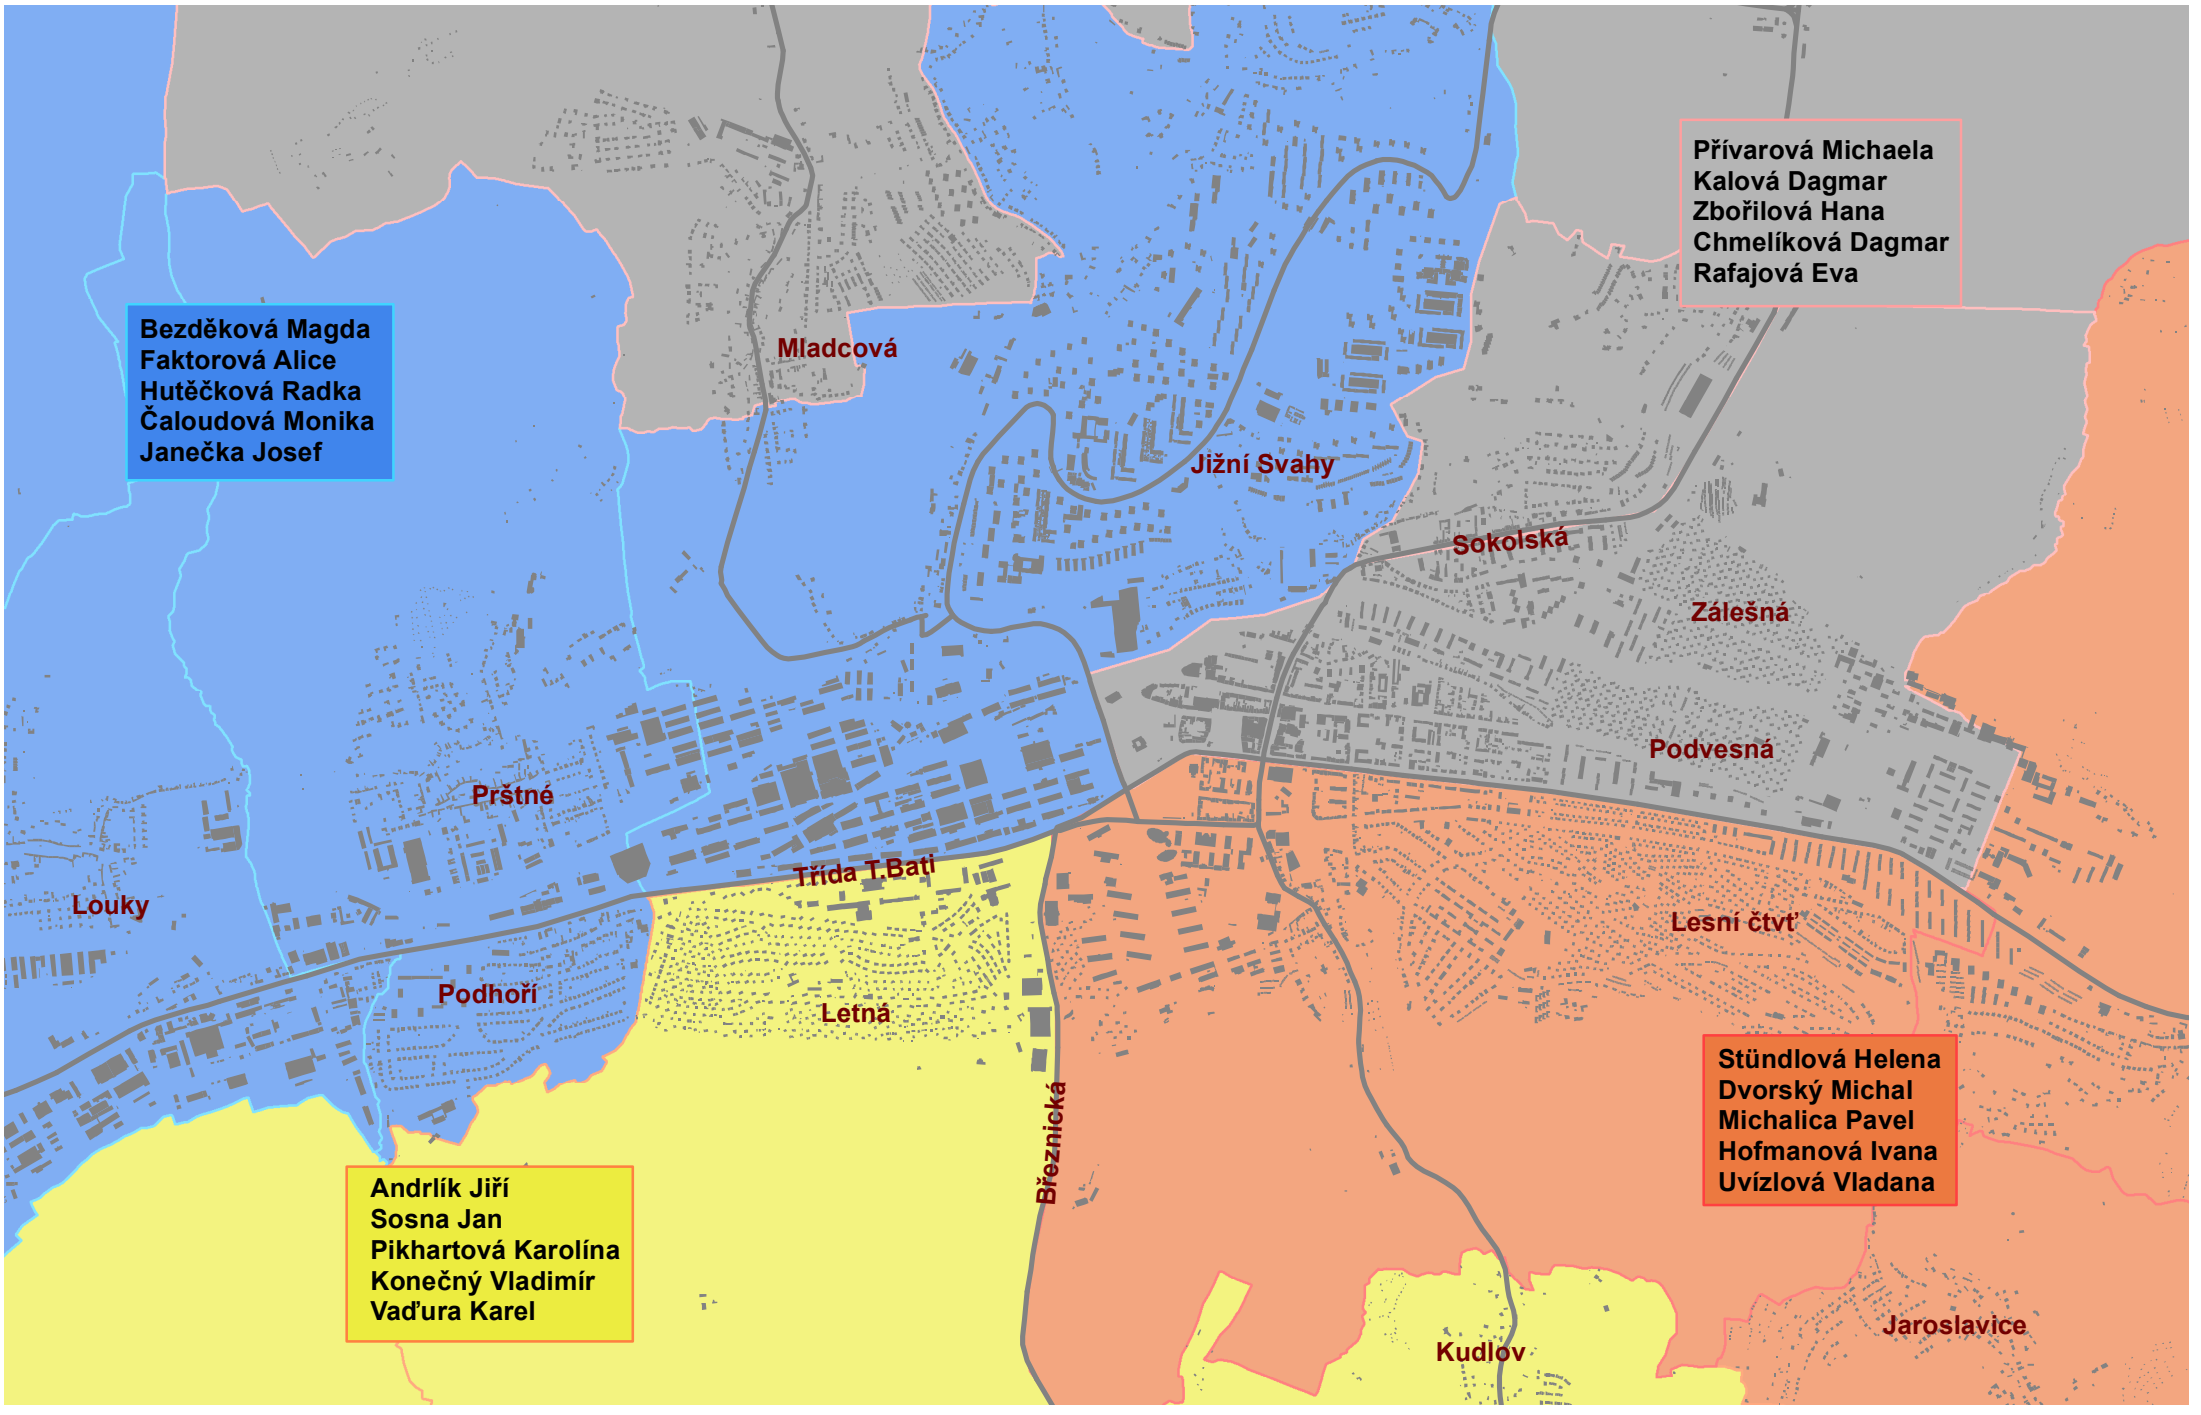 Přívarová Michaela
Kalová Dagmar
Zbořilová Hana
Chmelíková Dagmar
Rafajová Eva
Bezděková Magda
Faktorová Alice
Hutěčková Radka
Čaloudová Monika
Janečka Josef
Mladcová
Jižní Svahy
Sokolská
Zálešná
Podvesná
Prštné
Třída T.Bati
Louky
Lesní čtvť
Podhoří
Letná
Stündlová Helena
Dvorský Michal
Michalica Pavel
Hofmanová Ivana
Uvízlová Vladana
Březnická
Andrlík Jiří
Sosna Jan
Pikhartová Karolína
Konečný Vladimír
Vaďura Karel
Jaroslavice
Kudlov